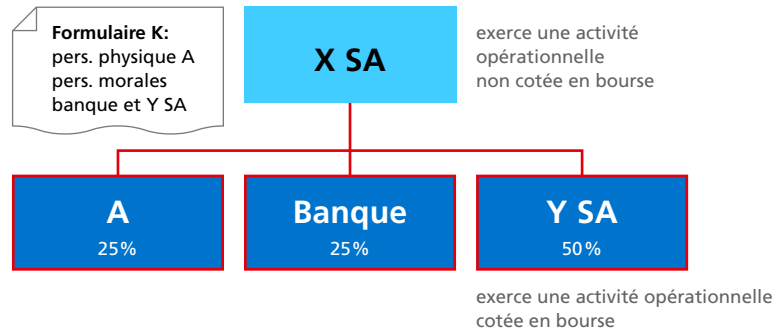 Formulaire K:
pers. physique A
pers. morales
banque et Y SA
X SA
exerce une activité
opérationnelle
non cotée en bourse
A
25%
Banque
25%
Y SA
50%
exerce une activité opérationnelle
cotée en bourse